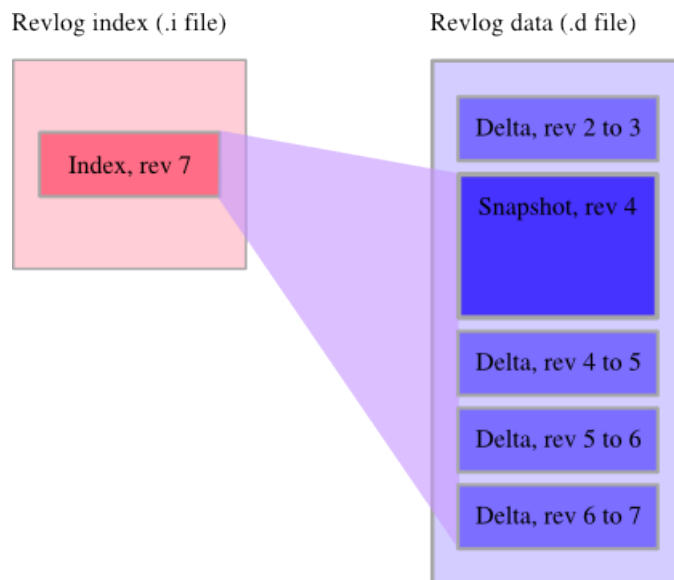 Revlog index (.i file)
Revlog data (.d file)
Index, rev 7
Delta, rev 2 to 3
Snapshot, rev 4
Delta, rev 4 to 5
Delta, rev 5 to 6
Delta, rev 6 to 7